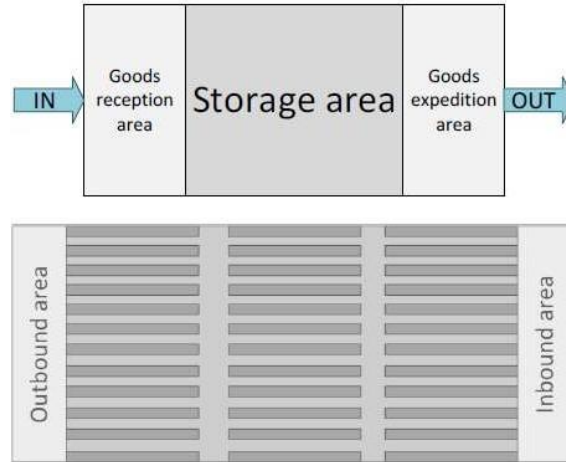 IN
Goods
reception
area
Storage area
Goods
expedition
area
OUT
Outbound area
Inbound area